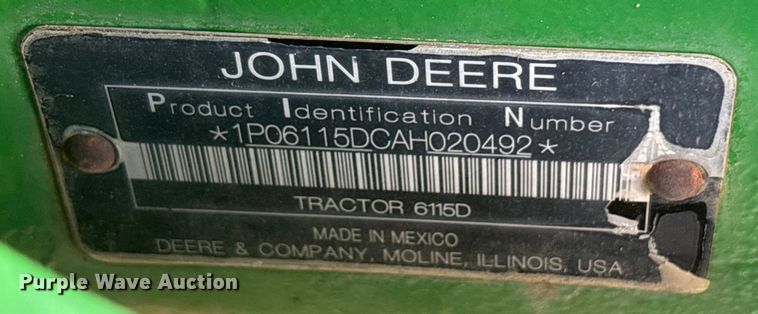 JOHN DEERE
Product Identification Number
*1P06115DCAH020492*
TRACTOR 6115D
MADE IN MEXICO
DEERE & COMPANY, MOLINE, ILLINOIS, USA
Purple Wave Auction